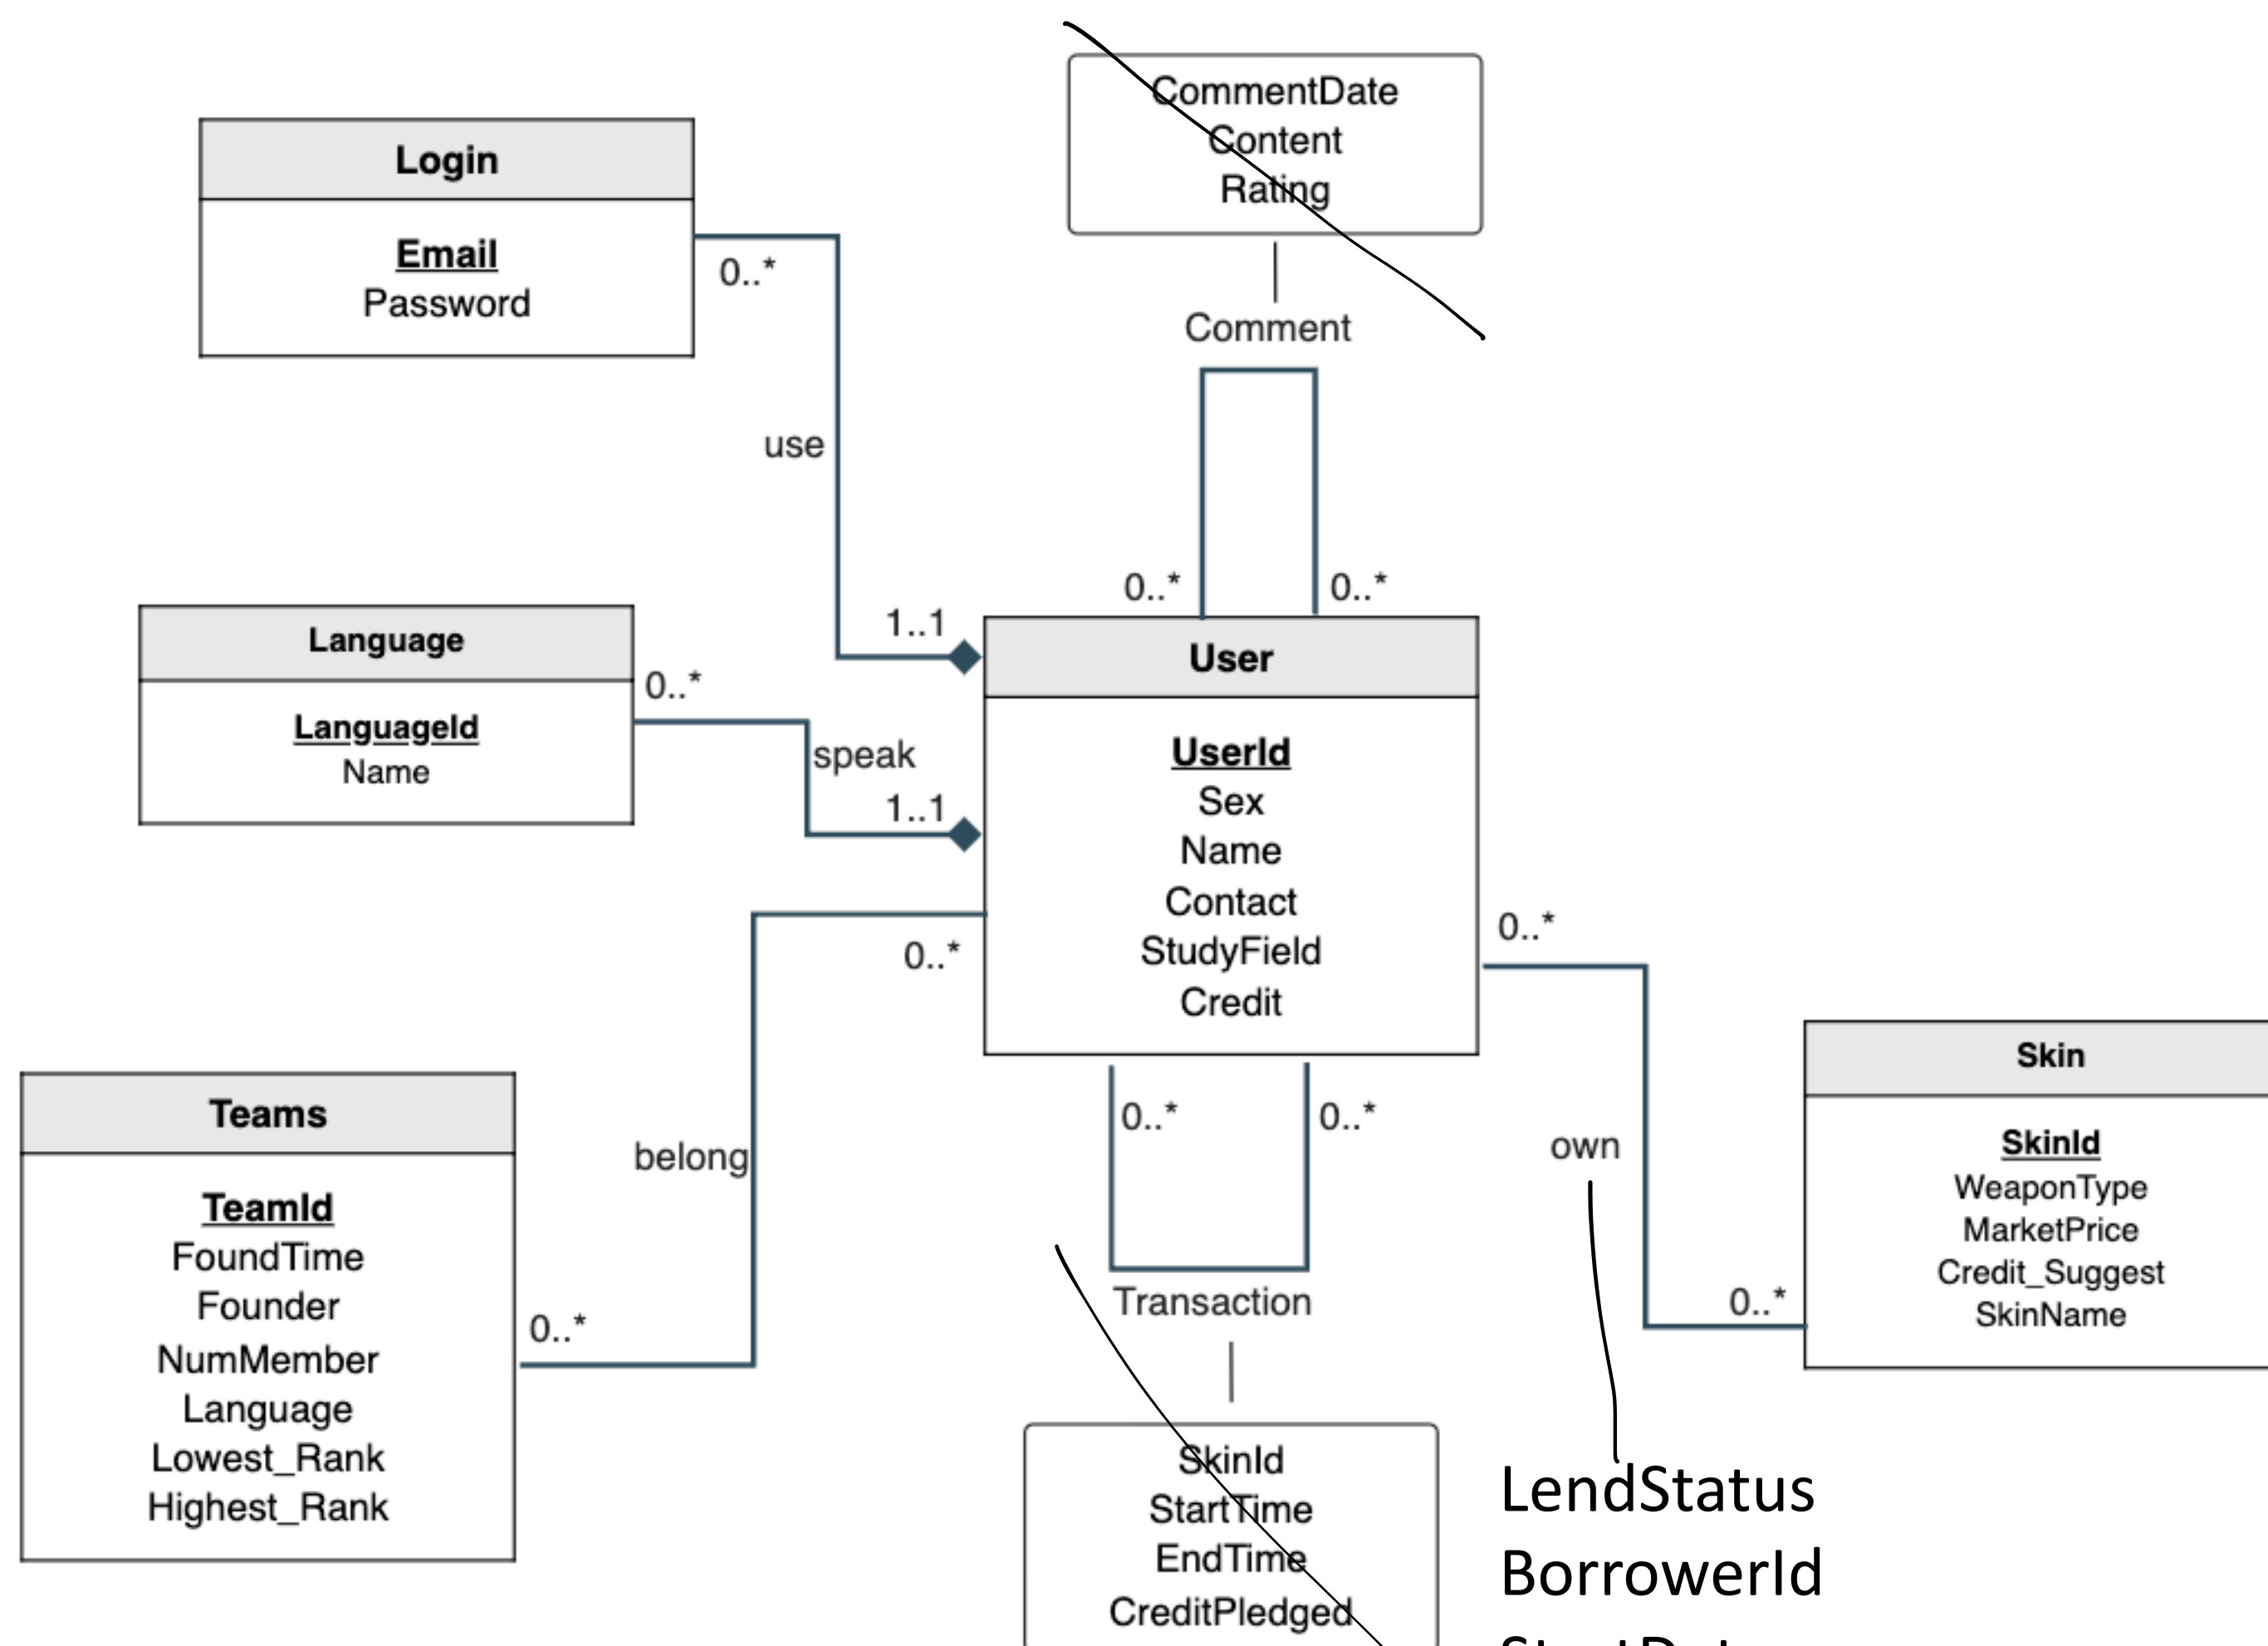 CommentDate
Content
Rating
Comment
Login
Email
Password
0..*
use
1..1
0..*
0..*
Language
LanguageId
Name
0..*
speak
1..1
User
UserId
Sex
Name
Contact
StudyField
Credit
0..*
belong
Teams
TeamId
FoundTime
Founder
NumMember
Language
Lowest_Rank
Highest_Rank
0..*
0..*
0..*
Transaction
SkinId
StartTime
EndTime
CreditPledged
0..*
own
0..*
Skin
SkinId
WeaponType
MarketPrice
Credit_Suggest
SkinName
LendStatus
BorrowerId